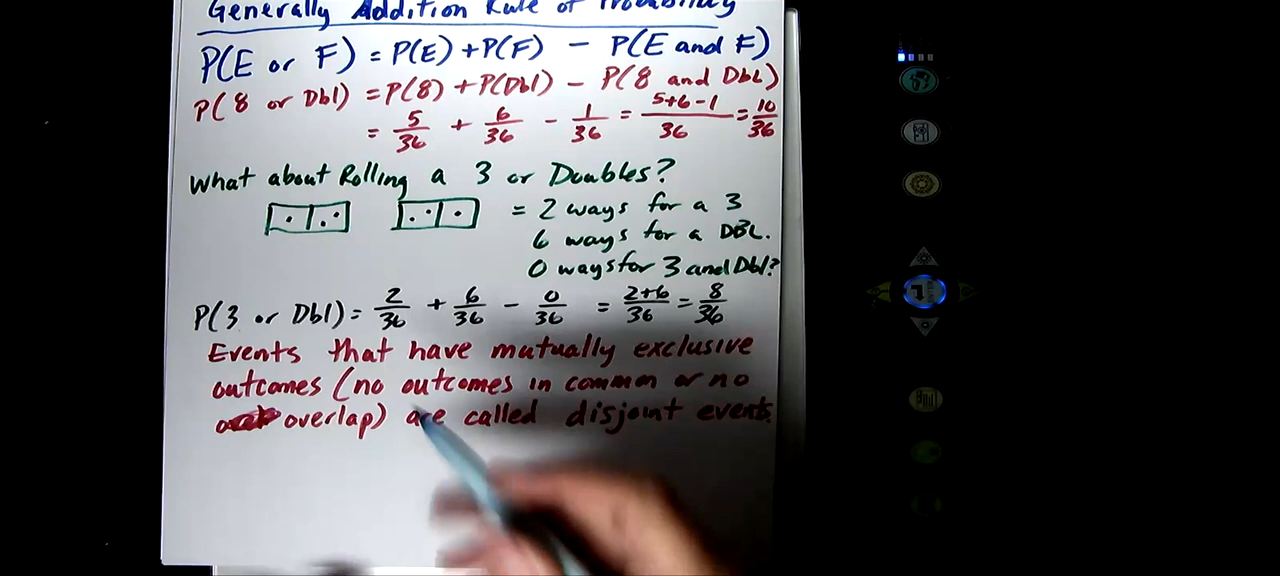 Generally Addition Rule of Probability
P(E or F) = P(E) + P(F) - P(E and F)
P(8 or Dbl) = P(8) + P(Dbl) - P(8 and Dbl)
= 5/36 + 6/36 - 1/36 = 5+6-1/36 = 10/36
What about Rolling a 3 or Doubles?
= 2 ways for a 3
6 ways for a DBL.
0 ways for 3 and Dbl?
P(3 or Dbl) = 2/36 + 6/36 - 0/36 = 2+6/36 = 8/36
Events that have mutually exclusive
outcomes (no outcomes in common or no
overlap) are called disjoint events.